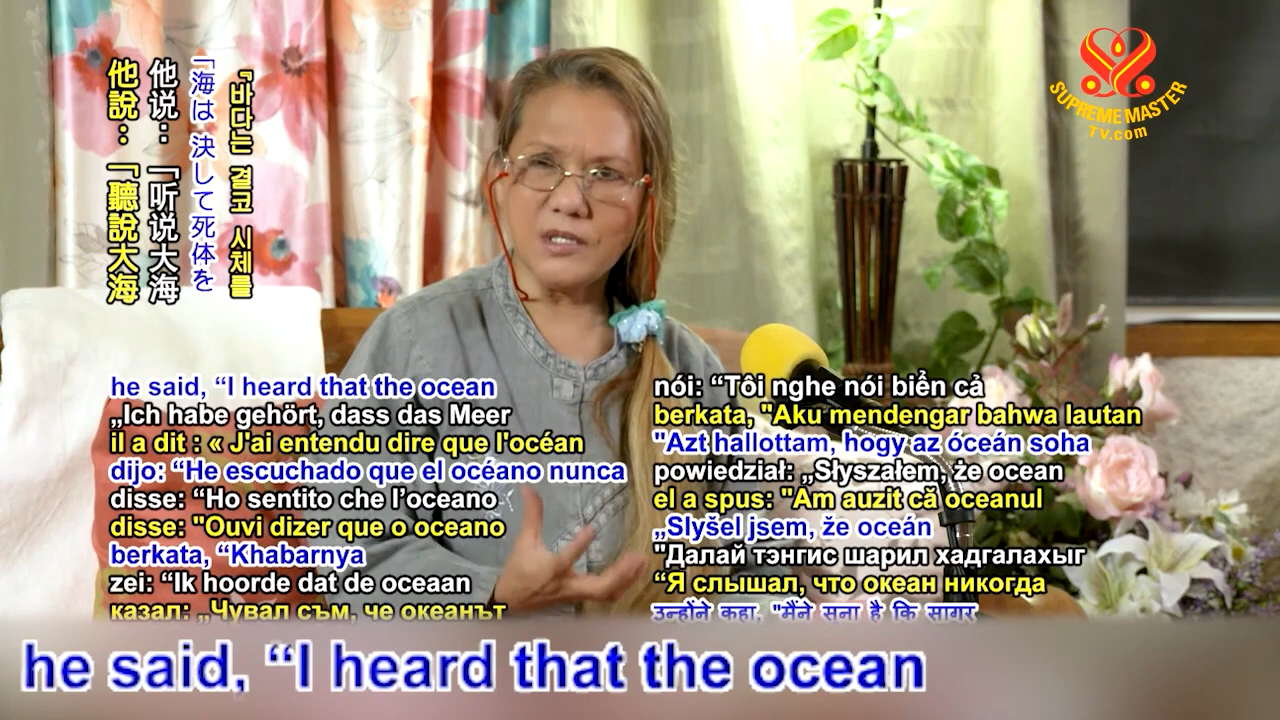 SUPREME MASTER
TV.com
『바다는 결코 시체를
「海は 決して死体を
他说：「听说大海
他說：「聽說大海
he said, “I heard that the ocean
„Ich habe gehört, dass das Meer
il a dit : « J'ai entendu dire que l'océan
dijo: “He escuchado que el océano nunca
disse: “Ho sentito che l’oceano
disse: "Ouvi dizer que o oceano
berkata, “Khabarnya
zei: “Ik hoorde dat de oceaan
казал: „Чувал съм, че океанът
nói: “Tôi nghe nói biển cả
berkata, "Aku mendengar bahwa lautan
"Azt hallottam, hogy az óceán soha
powiedział: „Słyszałem, że ocean
el a spus: "Am auzit că oceanul
„Slyšel jsem, že oceán
"Далай тэнгис шарил хадгалахыг
“Я слышал, что океан никогда
उन्होंने कहा, "मैंने सुना है कि सागर
he said, “I heard that the ocean